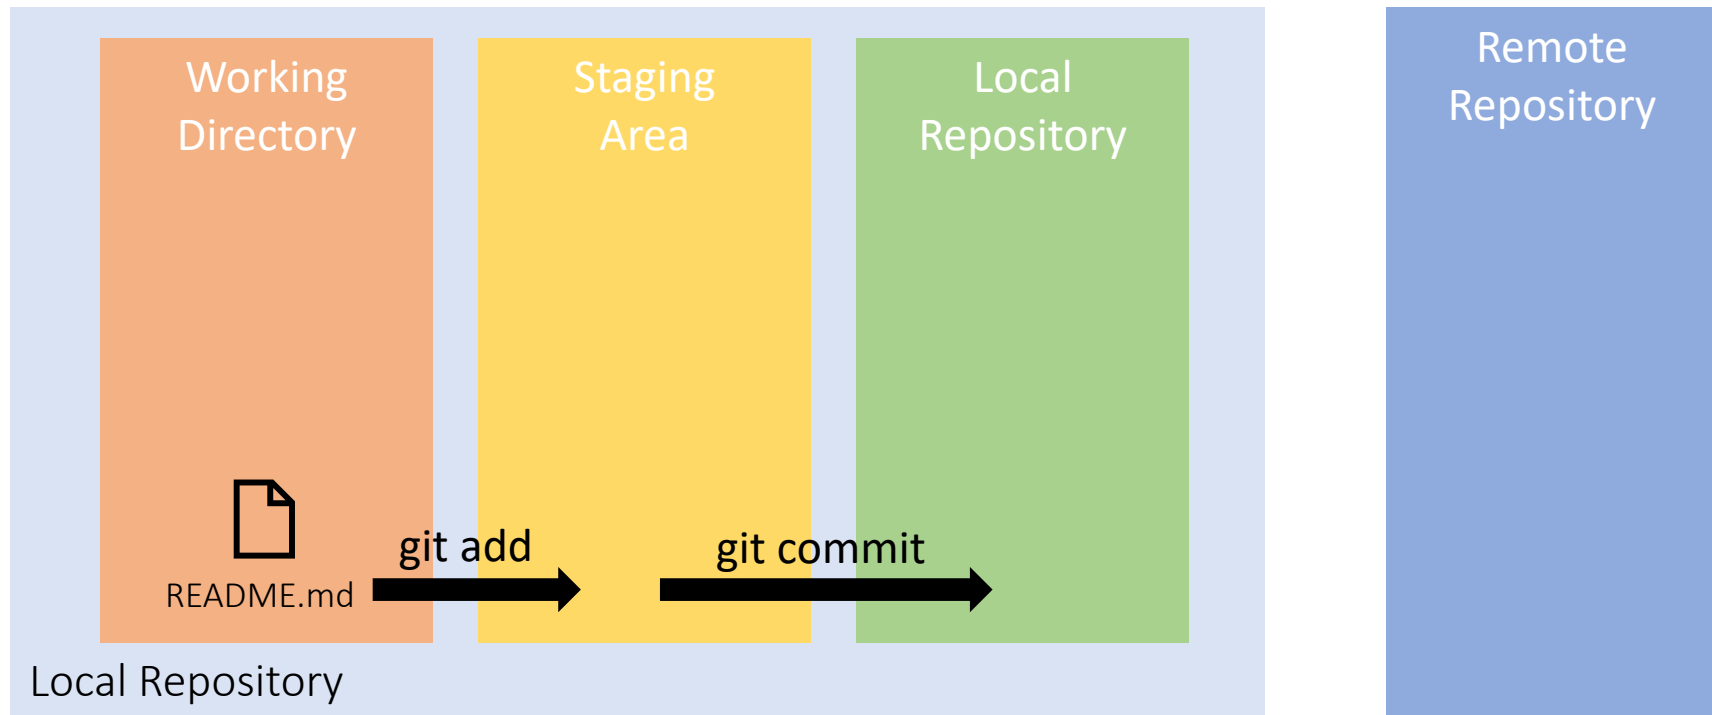 Working
Directory
Staging
Area
Local
Repository
Remote
Repository
git add
git commit
README.md
Local Repository